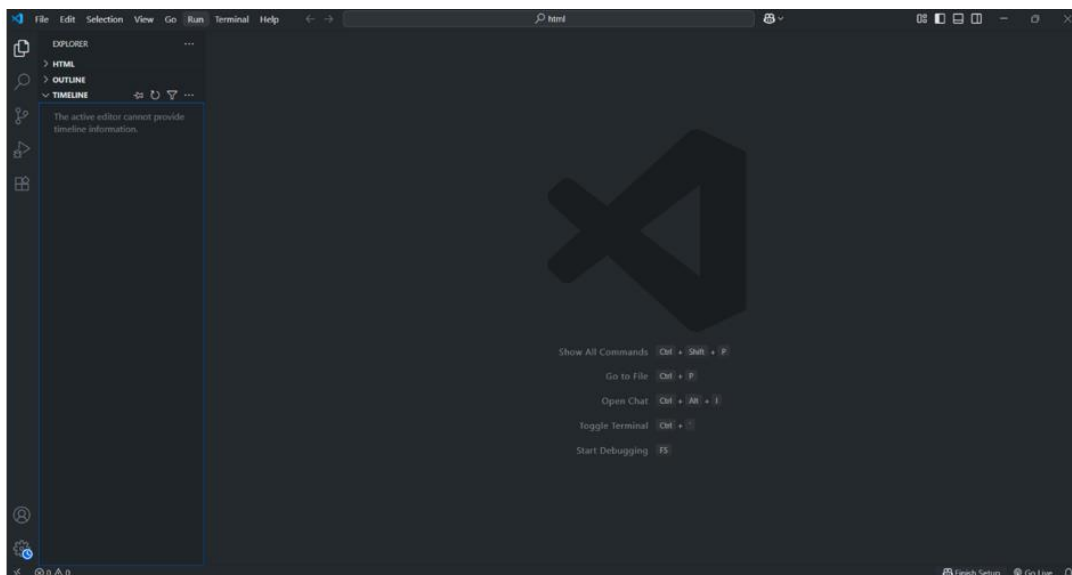 File Edit Selection View Go Run Terminal Help
html
EXPLORER
HTML
OUTLINE
TIMELINE
The active editor cannot provide
timeline information.
Show All Commands Ctrl + Shift + P
Go to File Ctrl + P
Open Chat Ctrl + Alt + I
Toggle Terminal Ctrl + `
Start Debugging F5
0 0 Finish Setup Go Live